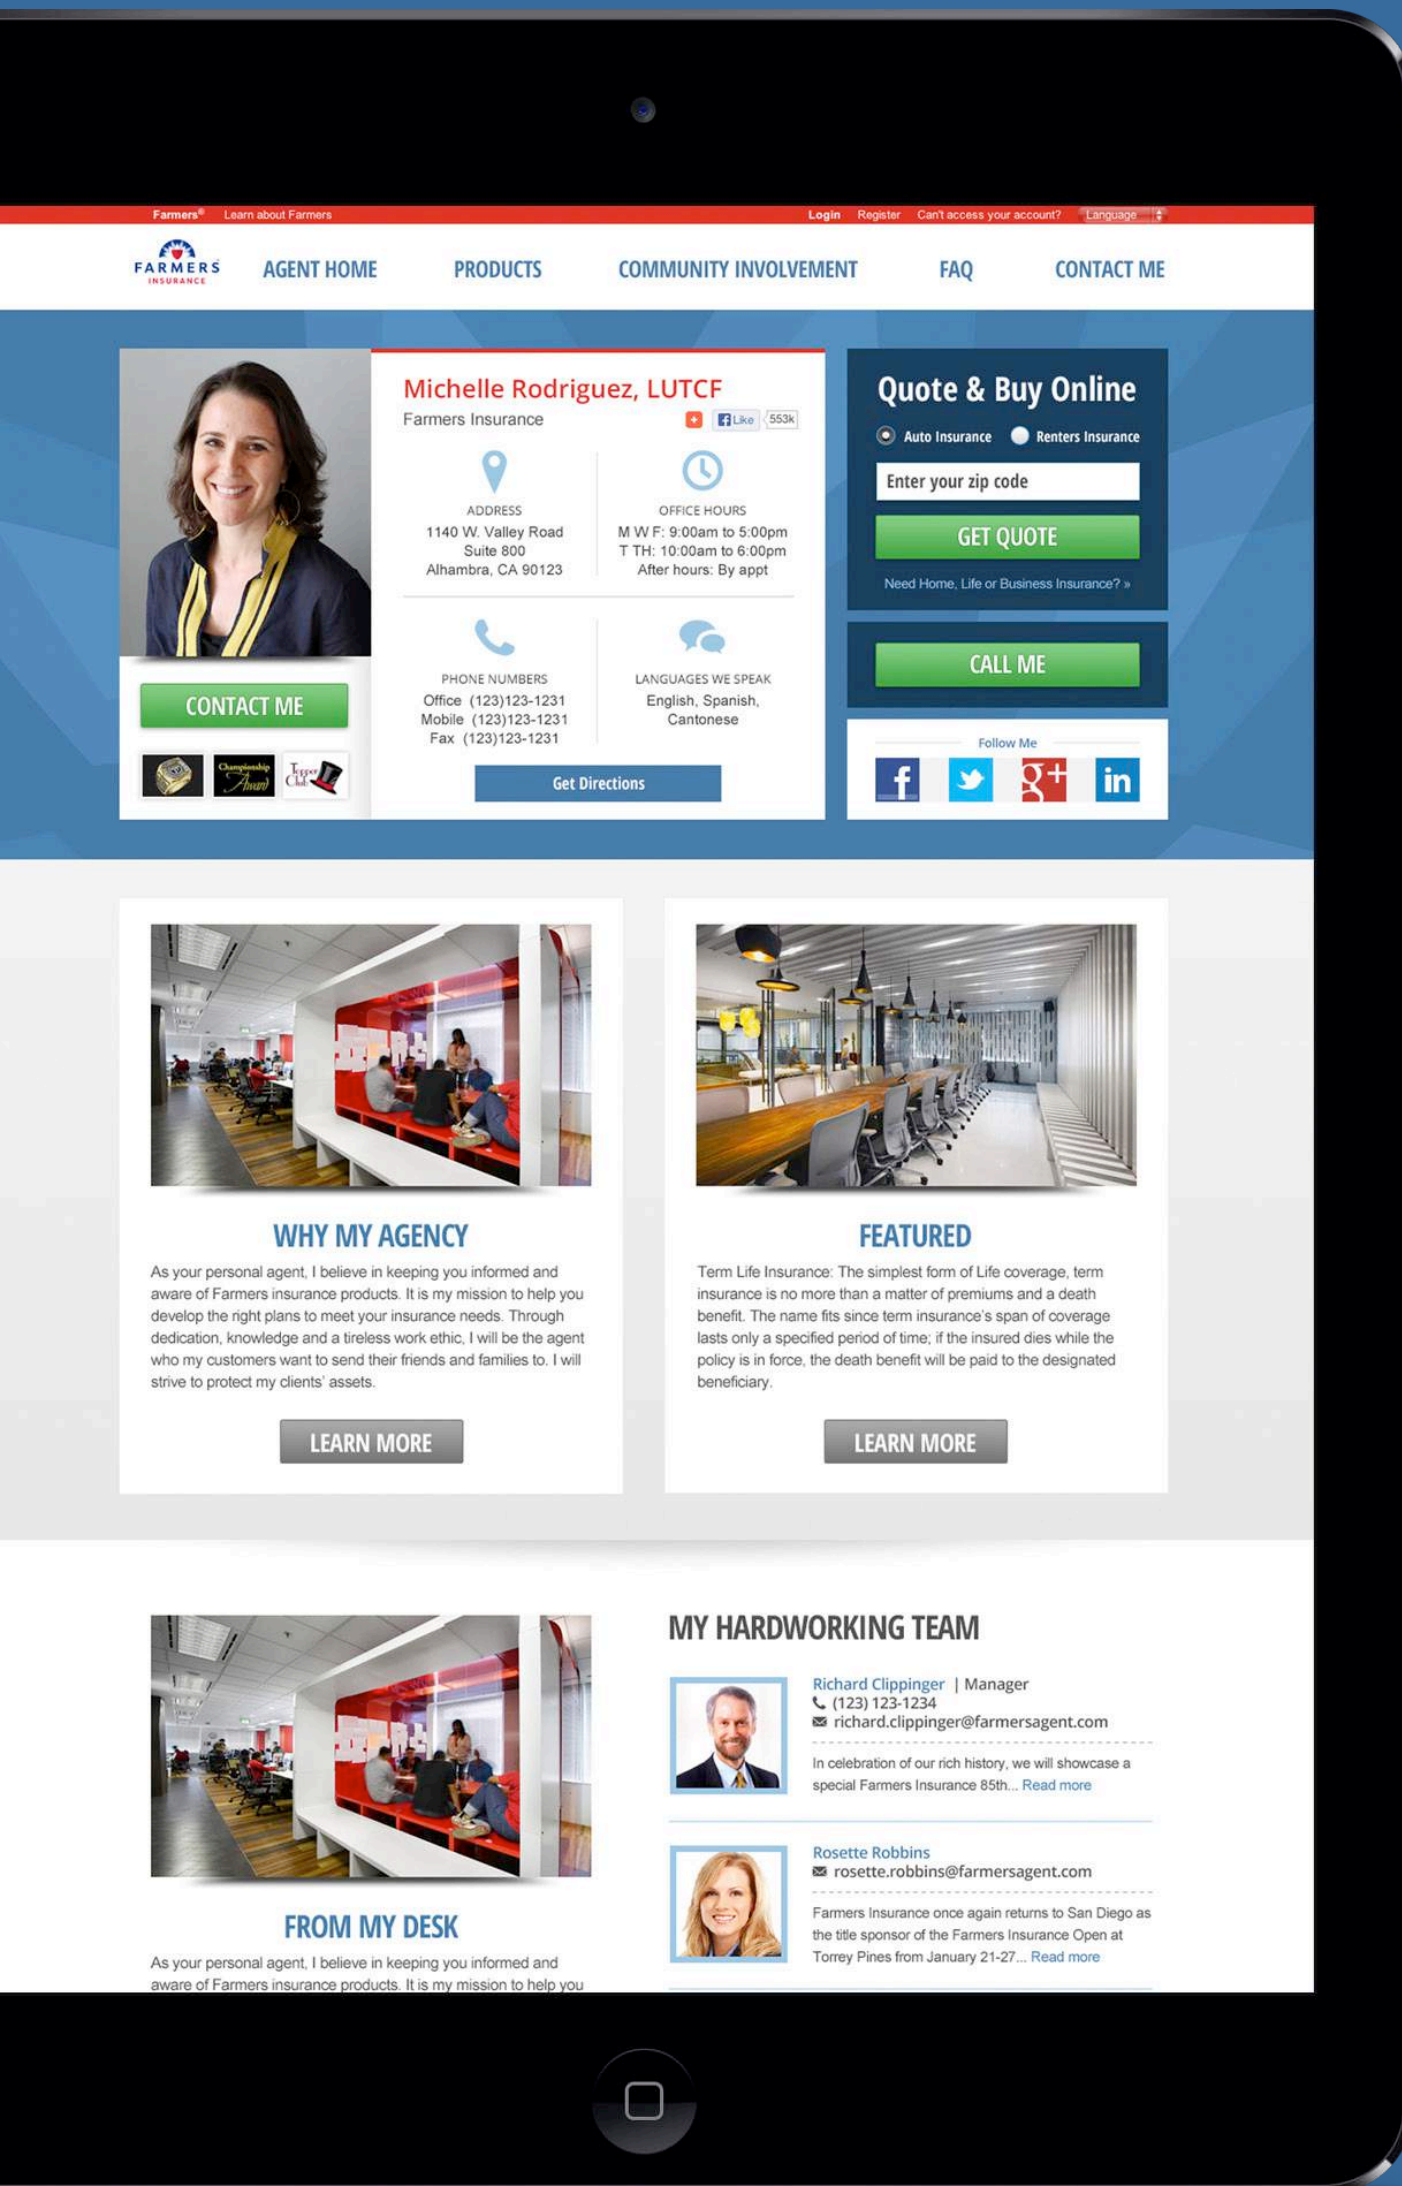 Farmers® Learn about Farmers Login Register Can't access your account? Language
FARMERS
INSURANCE
AGENT HOME PRODUCTS COMMUNITY INVOLVEMENT FAQ CONTACT ME
Michelle Rodriguez, LUTCF
Farmers Insurance
+ f Like 553k
ADDRESS
1140 W. Valley Road
Suite 800
Alhambra, CA 90123
OFFICE HOURS
M W F: 9:00am to 5:00pm
T TH: 10:00am to 6:00pm
After hours: By appt
PHONE NUMBERS
Office (123)123-1231
Mobile (123)123-1231
Fax (123)123-1231
LANGUAGES WE SPEAK
English, Spanish,
Cantonese
Get Directions
CONTACT ME
Championship
Award
Topper
Club
Quote & Buy Online
Auto Insurance Renters Insurance
Enter your zip code
GET QUOTE
Need Home, Life or Business Insurance? »
CALL ME
Follow Me
f g+ in
WHY MY AGENCY
As your personal agent, I believe in keeping you informed and
aware of Farmers insurance products. It is my mission to help you
develop the right plans to meet your insurance needs. Through
dedication, knowledge and a tireless work ethic, I will be the agent
who my customers want to send their friends and families to. I will
strive to protect my clients' assets.
LEARN MORE
FEATURED
Term Life Insurance: The simplest form of Life coverage, term
insurance is no more than a matter of premiums and a death
benefit. The name fits since term insurance's span of coverage
lasts only a specified period of time; if the insured dies while the
policy is in force, the death benefit will be paid to the designated
beneficiary.
LEARN MORE
FROM MY DESK
As your personal agent, I believe in keeping you informed and
aware of Farmers insurance products. It is my mission to help you
MY HARDWORKING TEAM
Richard Clippinger | Manager
(123) 123-1234
richard.clippinger@farmersagent.com
In celebration of our rich history, we will showcase a
special Farmers Insurance 85th... Read more
Rosette Robbins
rosette.robbins@farmersagent.com
Farmers Insurance once again returns to San Diego as
the title sponsor of the Farmers Insurance Open at
Torrey Pines from January 21-27... Read more